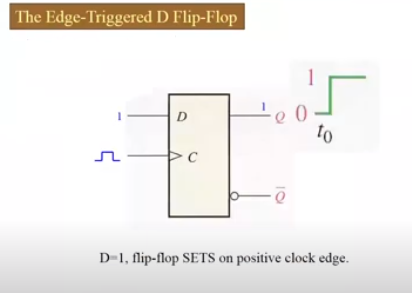 The Edge-Triggered D Flip-Flop
1
1 D 1 Q 0
t₀
C
Q̅
D=1, flip-flop SETS on positive clock edge.